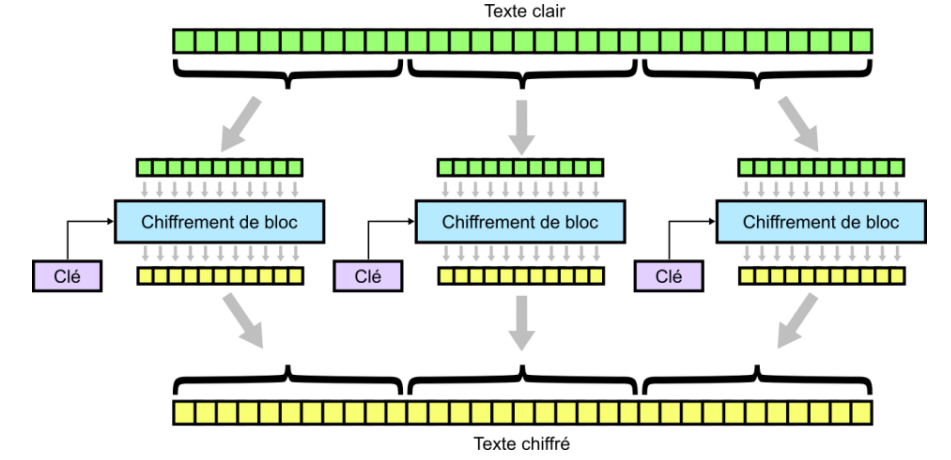 Texte clair
Chiffrement de bloc
Chiffrement de bloc
Chiffrement de bloc
Clé
Clé
Clé
Texte chiffré